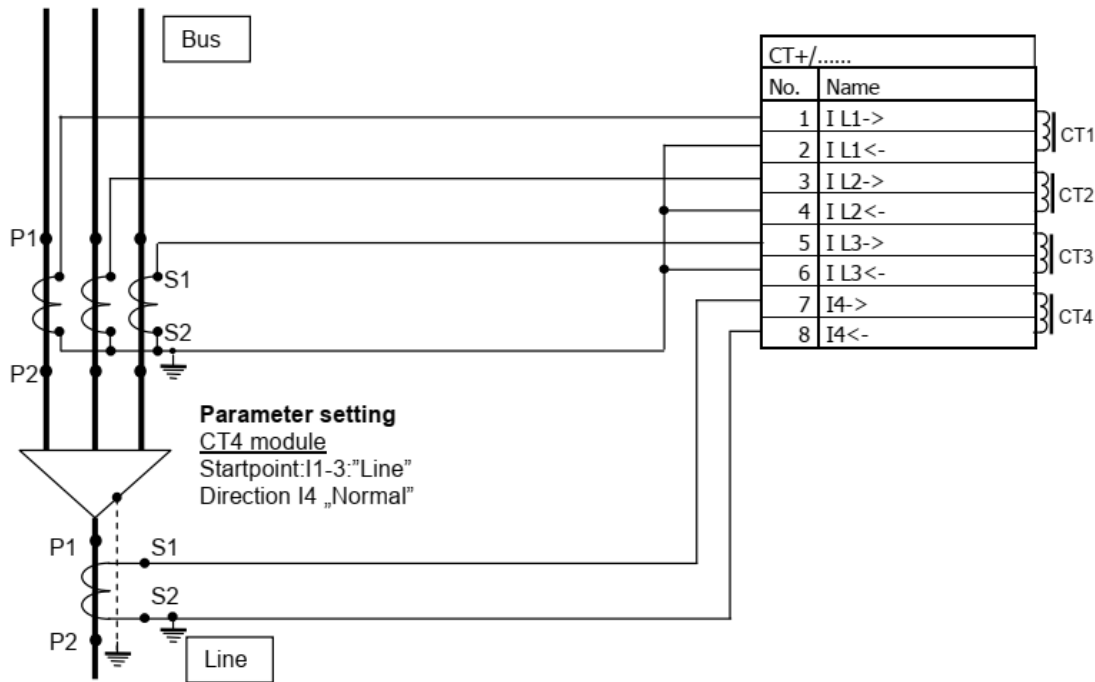 Bus
CT+/......
No. Name
1 I L1->
2 I L1<-
CT1
3 I L2->
4 I L2<-
CT2
5 I L3->
6 I L3<-
CT3
7 I4->
8 I4<-
CT4
P1
S1
S2
P2
Parameter setting
CT4 module
Startpoint:I1-3:”Line”
Direction I4 „Normal”
P1
S1
S2
P2
Line